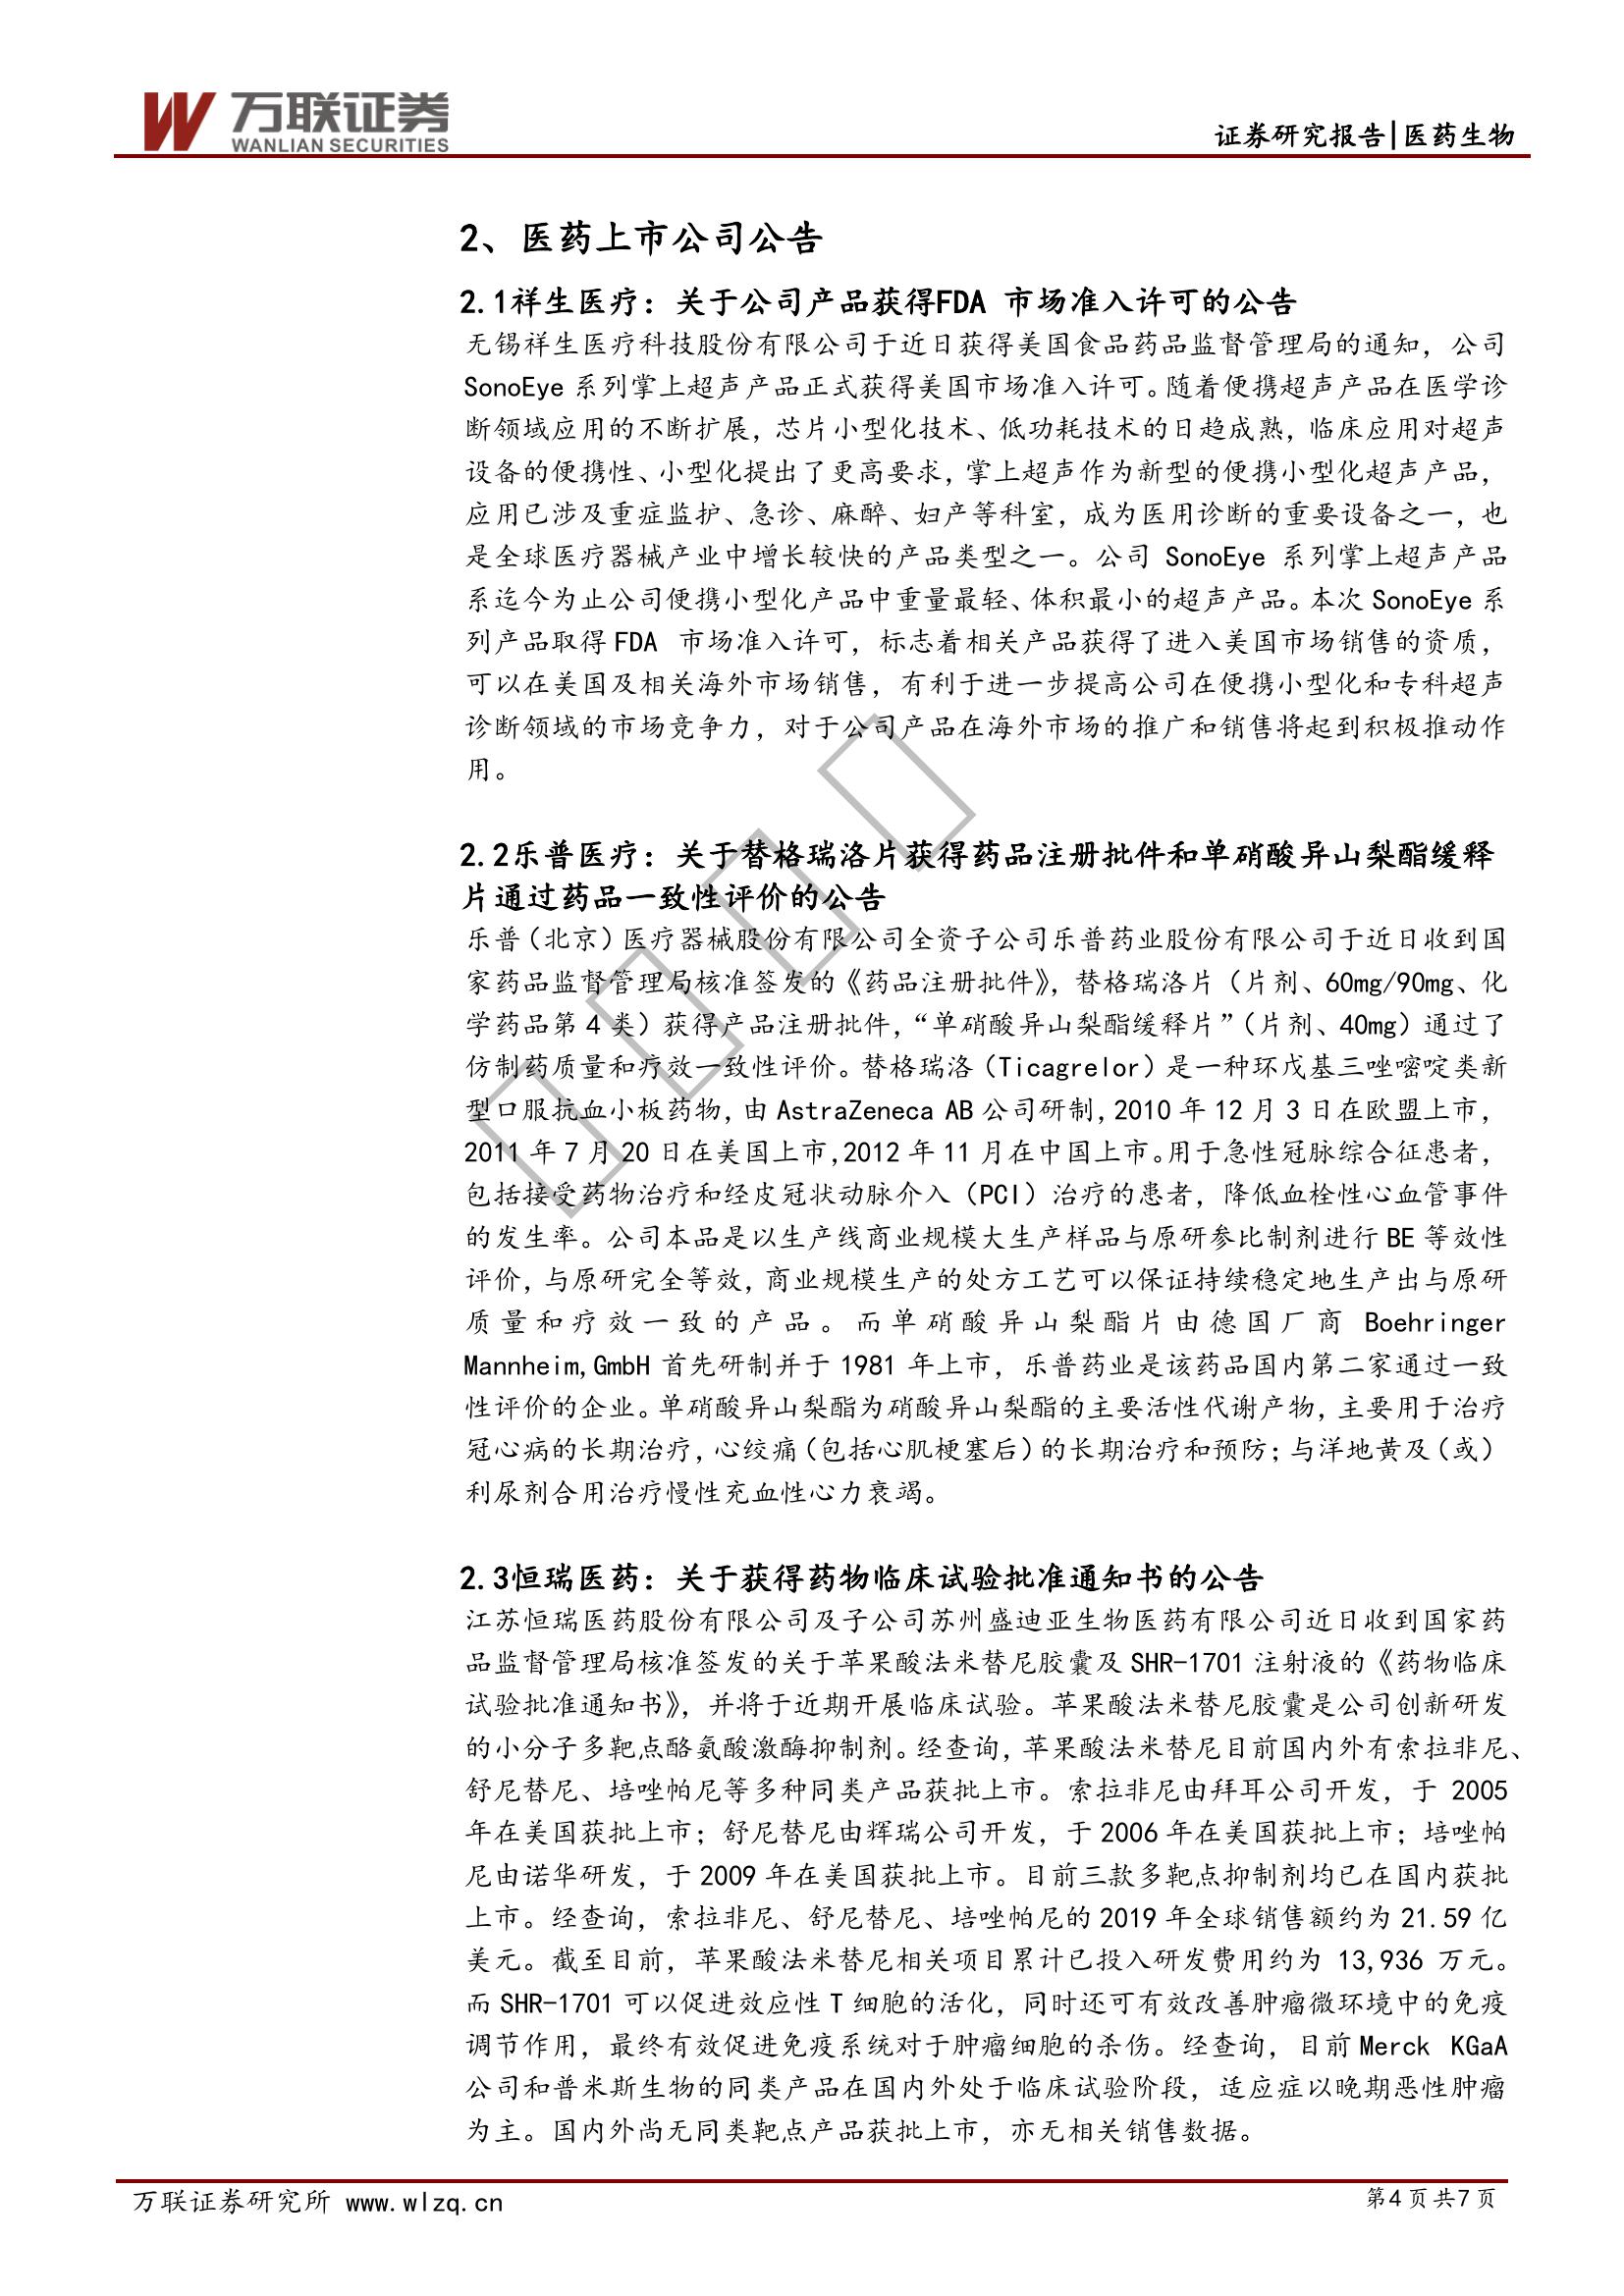 万联证券
WANLIAN SECURITIES
证券研究报告|医药生物
2、医药上市公司公告
2.1祥生医疗：关于公司产品获得FDA 市场准入许可的公告
无锡祥生医疗科技股份有限公司于近日获得美国食品药品监督管理局的通知，公司
SonoEye 系列掌上超声产品正式获得美国市场准入许可。随着便携超声产品在医学诊
断领域应用的不断扩展，芯片小型化技术、低功耗技术的日趋成熟，临床应用对超声
设备的便携性、小型化提出了更高要求，掌上超声作为新型的便携小型化超声产品，
应用已涉及重症监护、急诊、麻醉、妇产等科室，成为医用诊断的重要设备之一，也
是全球医疗器械产业中增长较快的产品类型之一。公司 SonoEye 系列掌上超声产品
系迄今为止公司便携小型化产品中重量最轻、体积最小的超声产品。本次 SonoEye 系
列产品取得 FDA 市场准入许可，标志着相关产品获得了进入美国市场销售的资质，
可以在美国及相关海外市场销售，有利于进一步提高公司在便携小型化和专科超声
诊断领域的市场竞争力，对于公司产品在海外市场的推广和销售将起到积极推动作
用。
2.2乐普医疗：关于替格瑞洛片获得药品注册批件和单硝酸异山梨酯缓释
片通过药品一致性评价的公告
乐普（北京）医疗器械股份有限公司全资子公司乐普药业股份有限公司于近日收到国
家药品监督管理局核准签发的《药品注册批件》，替格瑞洛片（片剂、60mg/90mg、化
学药品第 4 类）获得产品注册批件，“单硝酸异山梨酯缓释片”（片剂、40mg）通过了
仿制药质量和疗效一致性评价。替格瑞洛（Ticagrelor）是一种环戊基三唑嘧啶类新
型口服抗血小板药物，由 AstraZeneca AB 公司研制，2010 年 12 月 3 日在欧盟上市，
2011 年 7 月 20 日在美国上市，2012 年 11 月在中国上市。用于急性冠脉综合征患者，
包括接受药物治疗和经皮冠状动脉介入（PCI）治疗的患者，降低血栓性心血管事件
的发生率。公司本品是以生产线商业规模大生产样品与原研参比制剂进行 BE 等效性
评价，与原研完全等效，商业规模生产的处方工艺可以保证持续稳定地生产出与原研
质量和疗效一致的产品。而单硝酸异山梨酯片由德国厂商 Boehringer
Mannheim,GmbH 首先研制并于 1981 年上市，乐普药业是该药品国内第二家通过一致
性评价的企业。单硝酸异山梨酯为硝酸异山梨酯的主要活性代谢产物，主要用于治疗
冠心病的长期治疗，心绞痛（包括心肌梗塞后）的长期治疗和预防；与洋地黄及（或）
利尿剂合用治疗慢性充血性心力衰竭。
2.3恒瑞医药：关于获得药物临床试验批准通知书的公告
江苏恒瑞医药股份有限公司及子公司苏州盛迪亚生物医药有限公司近日收到国家药
品监督管理局核准签发的关于苹果酸法米替尼胶囊及 SHR-1701 注射液的《药物临床
试验批准通知书》，并将于近期开展临床试验。苹果酸法米替尼胶囊是公司创新研发
的小分子多靶点酪氨酸激酶抑制剂。经查询，苹果酸法米替尼目前国内外有索拉非尼、
舒尼替尼、培唑帕尼等多种同类产品获批上市。索拉非尼由拜耳公司开发，于 2005
年在美国获批上市；舒尼替尼由辉瑞公司开发，于 2006 年在美国获批上市；培唑帕
尼由诺华研发，于 2009 年在美国获批上市。目前三款多靶点抑制剂均已在国内获批
上市。经查询，索拉非尼、舒尼替尼、培唑帕尼的 2019 年全球销售额约为 21.59 亿
美元。截至目前，苹果酸法米替尼相关项目累计已投入研发费用约为 13,936 万元。
而 SHR-1701 可以促进效应性 T 细胞的活化，同时还可有效改善肿瘤微环境中的免疫
调节作用，最终有效促进免疫系统对于肿瘤细胞的杀伤。经查询，目前 Merck KGaA
公司和普米斯生物的同类产品在国内外处于临床试验阶段，适应症以晚期恶性肿瘤
为主。国内外尚无同类靶点产品获批上市，亦无相关销售数据。
万联证券研究所 www.wlzq.cn
第4页共7页